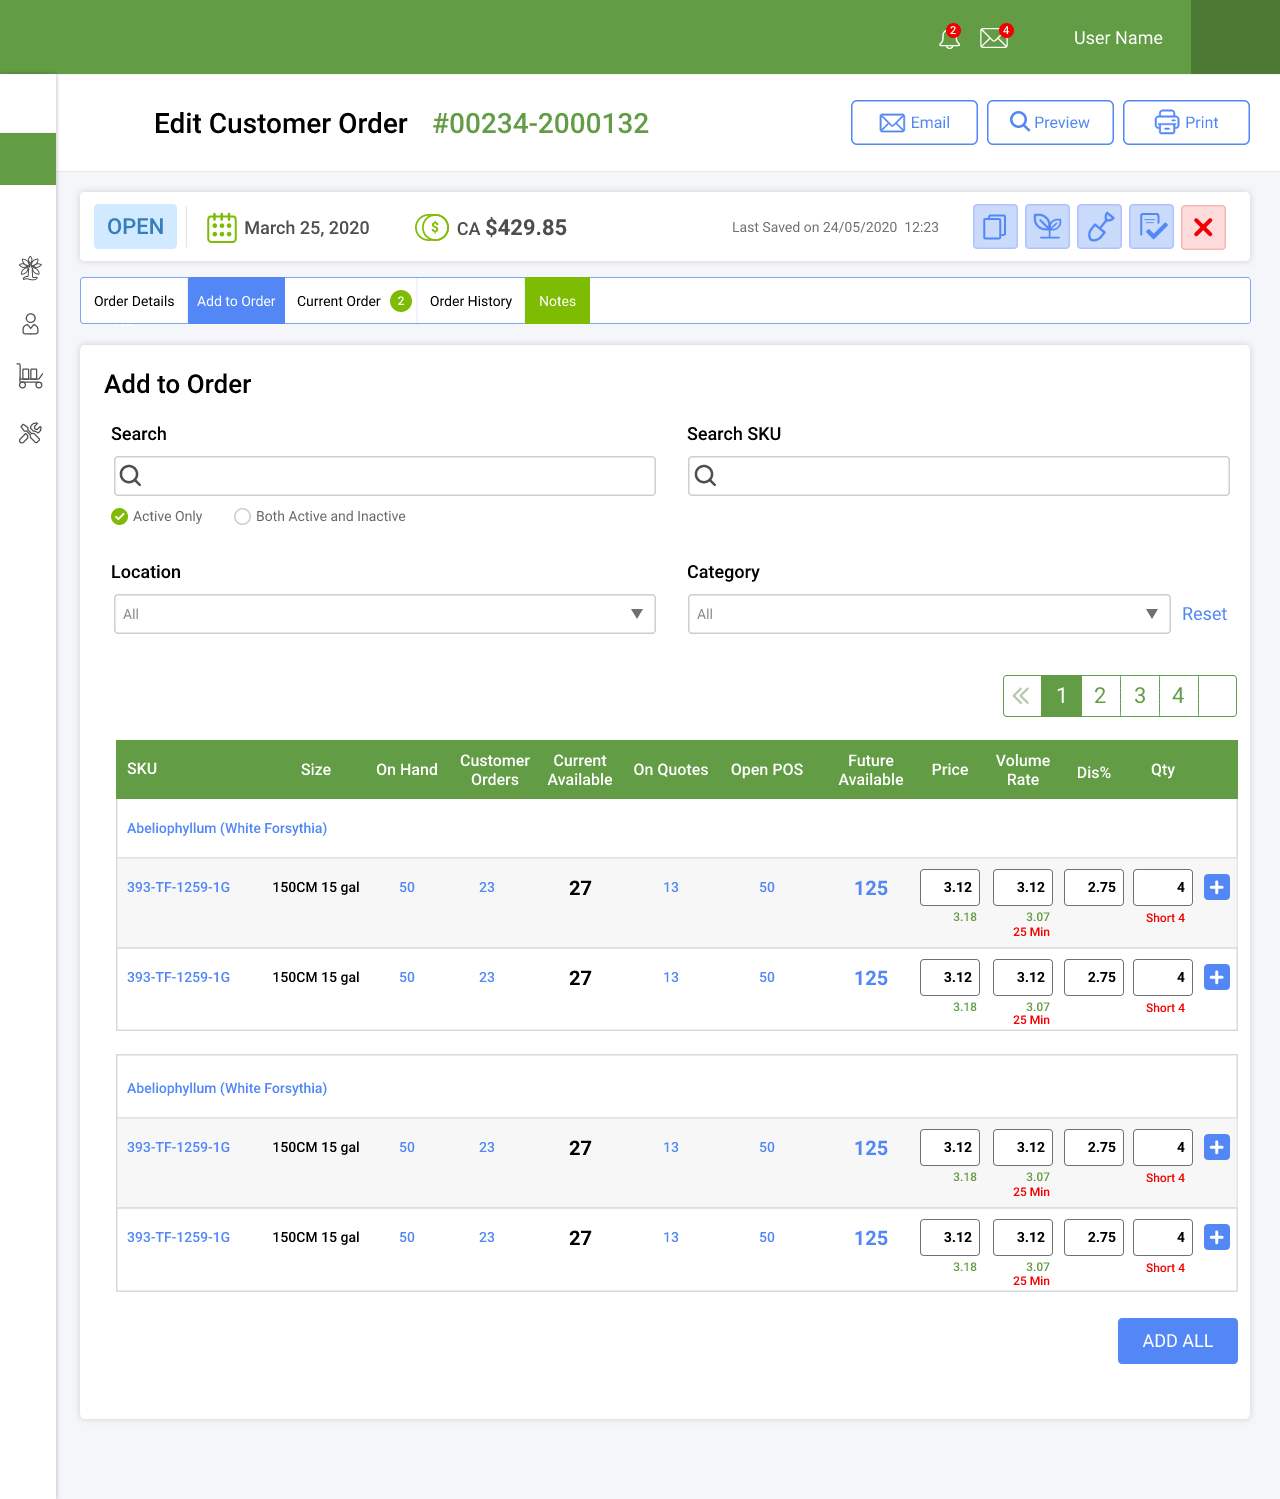 2
4
User Name
Edit Customer Order #00234-2000132
Email
Preview
Print
OPEN
March 25, 2020
$
CA $429.85
Last Saved on 24/05/2020 12:23
Order Details
Add to Order
Current Order 2
Order History
Notes
Add to Order
Search
Search SKU
Active Only
Both Active and Inactive
Location
Category
All
All
Reset
1 2 3 4
SKU
Size
On Hand
Customer
Orders
Current
Available
On Quotes
Open POS
Future
Available
Price
Volume
Rate
Dis%
Qty
Abeliophyllum (White Forsythia)
393-TF-1259-1G 150CM 15 gal 50 23 27 13 50 125 3.12 3.12 2.75 4
3.18 3.07 Short 4
25 Min
393-TF-1259-1G 150CM 15 gal 50 23 27 13 50 125 3.12 3.12 2.75 4
3.18 3.07 Short 4
25 Min
Abeliophyllum (White Forsythia)
393-TF-1259-1G 150CM 15 gal 50 23 27 13 50 125 3.12 3.12 2.75 4
3.18 3.07 Short 4
25 Min
393-TF-1259-1G 150CM 15 gal 50 23 27 13 50 125 3.12 3.12 2.75 4
3.18 3.07 Short 4
25 Min
ADD ALL